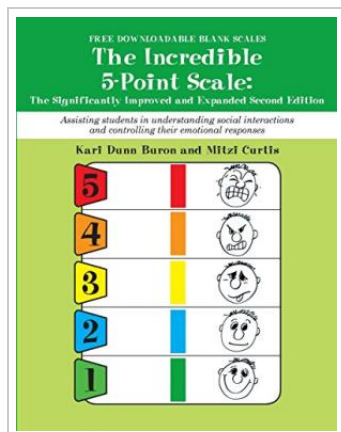 FREE DOWNLOADABLE BLANK SCALES
The Incredible
5-Point Scale:
The Significantly Improved and Expanded Second Edition
Assisting students in understanding social interactions
and controlling their emotional responses
Kari Dunn Buron and Mitzi Curtis
5
4
3
2
1